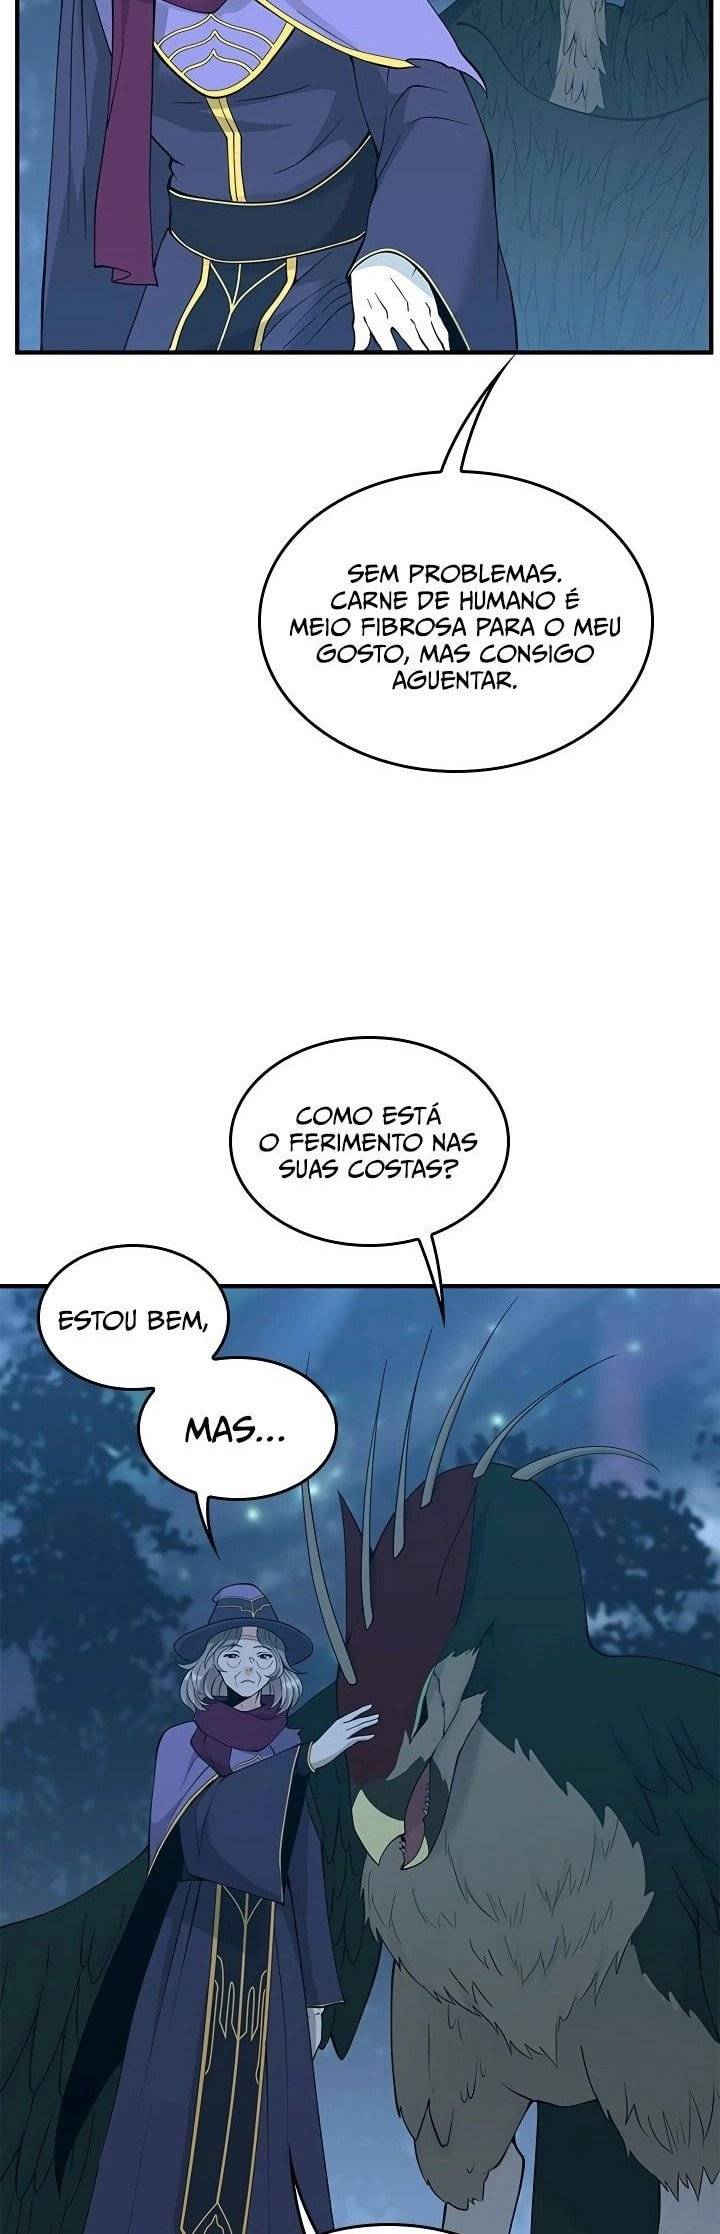 SEM PROBLEMAS.
CARNE DE HUMANO É
MEIO FIBROSA PARA O MEU
GOSTO, MAS CONSIGO
AGUENTAR.
COMO ESTÁ
O FERIMENTO NAS
SUAS COSTAS?
ESTOU BEM,
MAS...